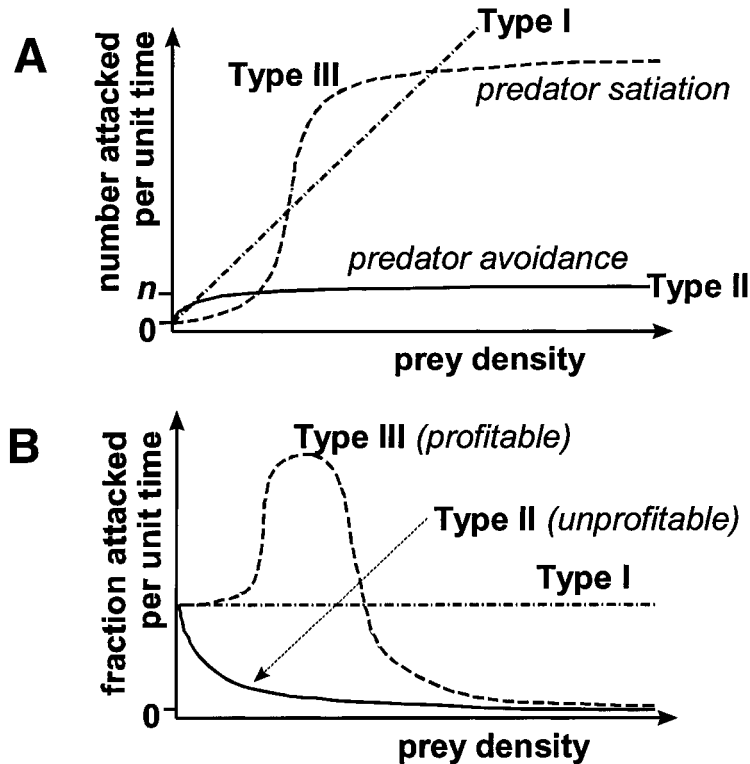 A
number attacked
per unit time
Type I
Type III
predator satiation
predator avoidance
Type II
n
0
prey density
B
fraction attacked
per unit time
Type III (profitable)
Type II (unprofitable)
Type I
0
prey density